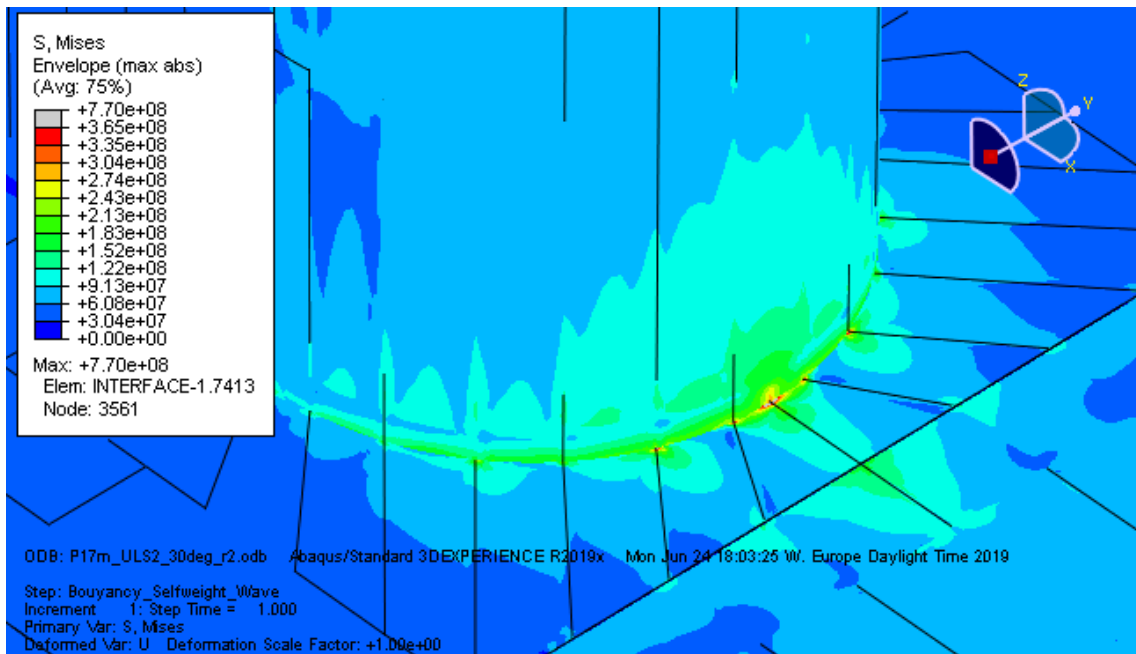 S, Mises
Envelope (max abs)
(Avg: 75%)
+7.70e+08
+3.65e+08
+3.35e+08
+3.04e+08
+2.74e+08
+2.43e+08
+2.13e+08
+1.83e+08
+1.52e+08
+1.22e+08
+9.13e+07
+6.08e+07
+3.04e+07
+0.00e+00
Max: +7.70e+08
Elem: INTERFACE-1.7413
Node: 3561
Z
Y
X
ODB: P17m_ULS2_30deg_r2.odb Abaqus/Standard 3DEXPERIENCE R2019x Mon Jun 24 18:03:25 W. Europe Daylight Time 2019
Step: Bouyancy_Selfweight_Wave
Increment 1: Step Time = 1.000
Primary Var: S, Mises
Deformed Var: U Deformation Scale Factor: +1.00e+00